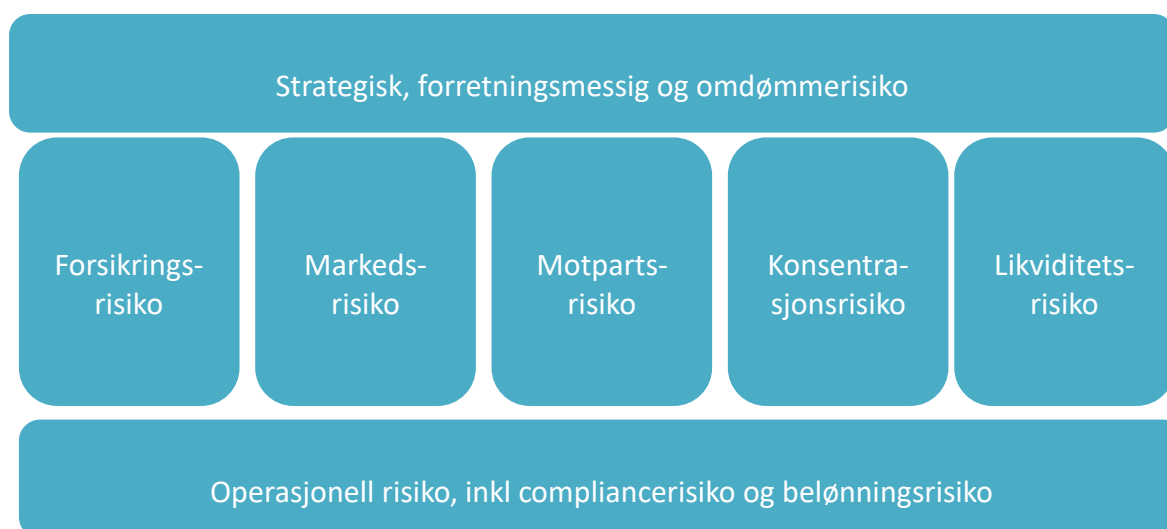 Strategisk, forretningsmessig og omdømmerisiko
Forsikrings-
risiko
Markeds-
risiko
Motparts-
risiko
Konsentra-
sjonsrisiko
Likviditets-
risiko
Operasjonell risiko, inkl compliancerisiko og belønningsrisiko